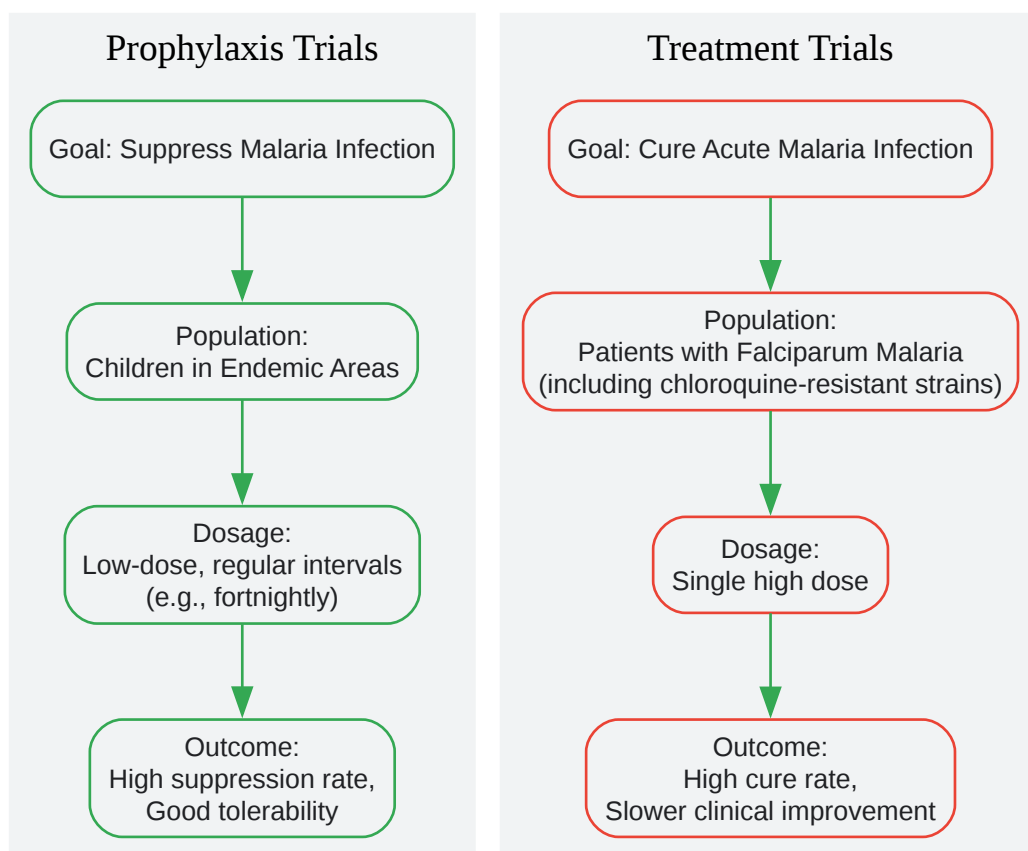 Prophylaxis Trials
Goal: Suppress Malaria Infection
Population:
Children in Endemic Areas
Dosage:
Low-dose, regular intervals
(e.g., fortnightly)
Outcome:
High suppression rate,
Good tolerability
Treatment Trials
Goal: Cure Acute Malaria Infection
Population:
Patients with Falciparum Malaria
(including chloroquine-resistant strains)
Dosage:
Single high dose
Outcome:
High cure rate,
Slower clinical improvement